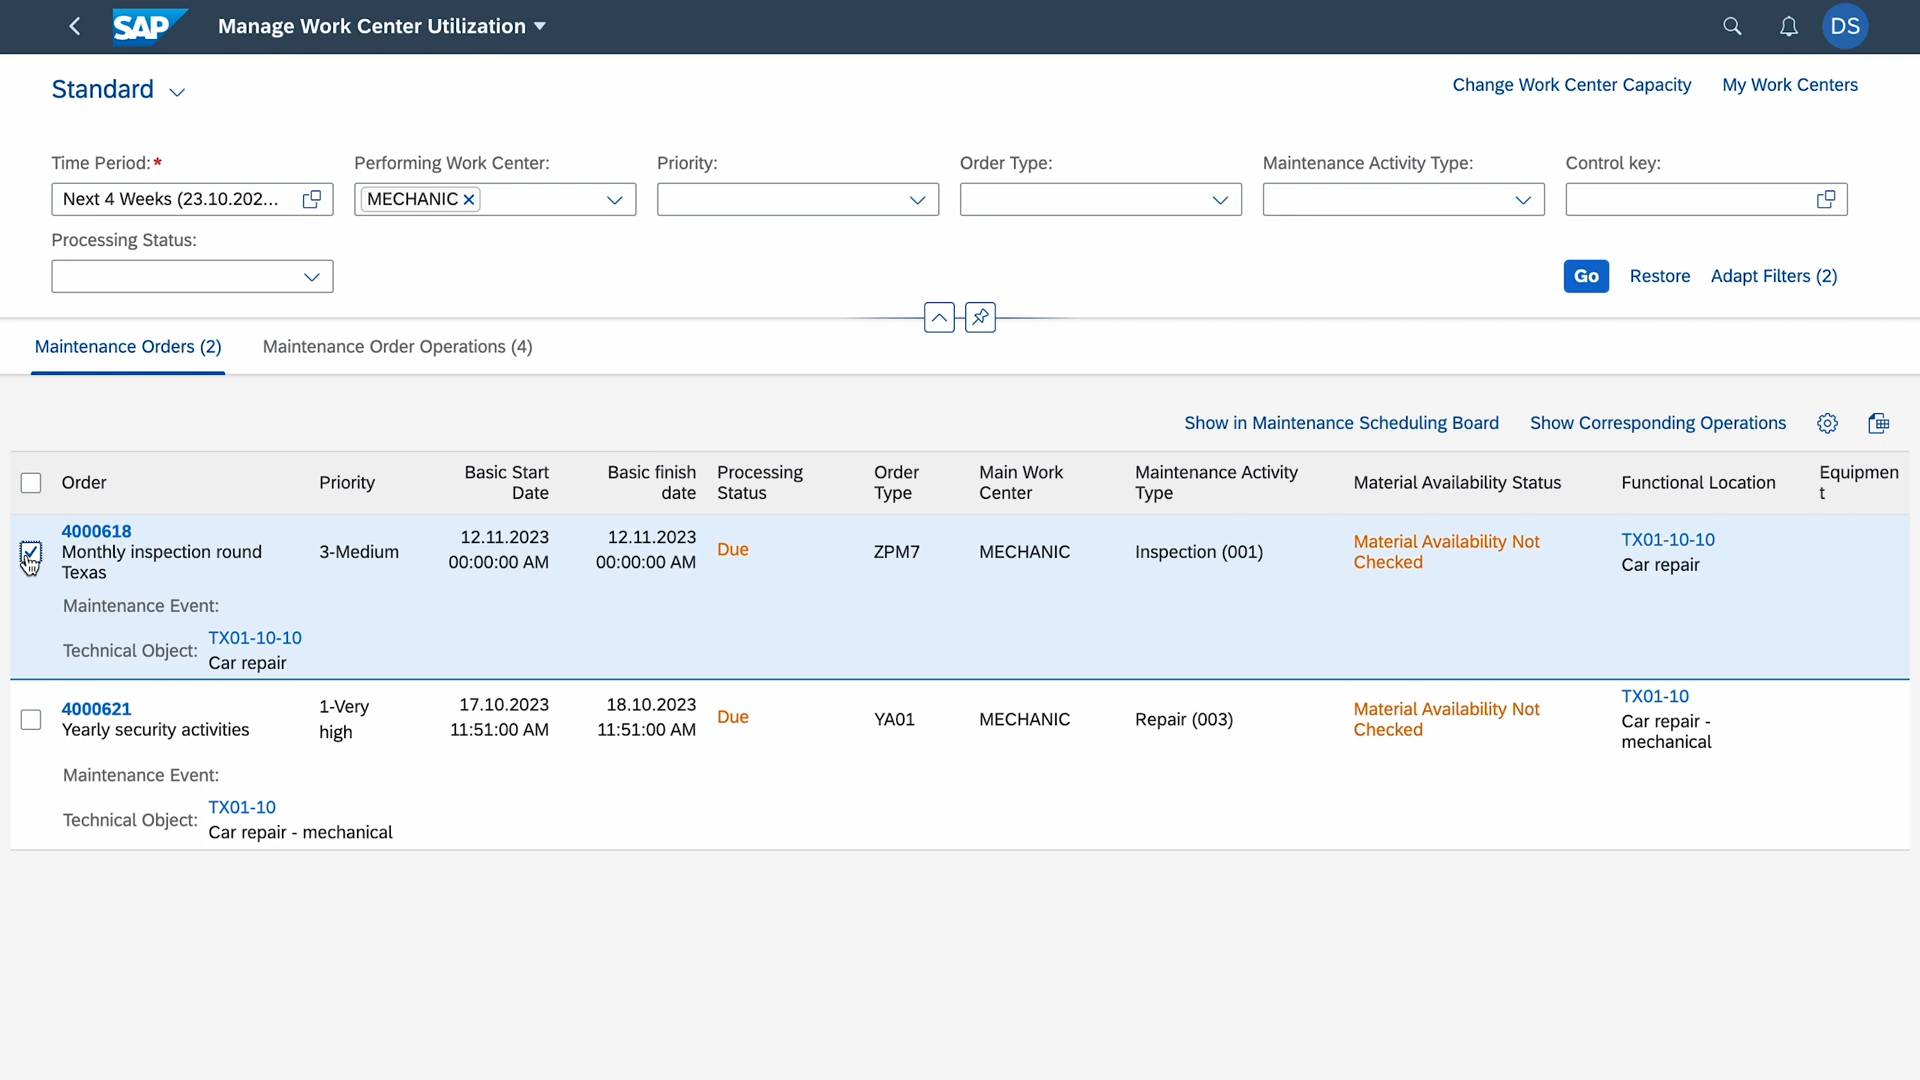 SAP
Manage Work Center Utilization
DS
Standard
Change Work Center Capacity
My Work Centers
Time Period:*
Performing Work Center:
Priority:
Order Type:
Maintenance Activity Type:
Control key:
Next 4 Weeks (23.10.202...
MECHANIC
Processing Status:
Go
Restore
Adapt Filters (2)
Maintenance Orders (2)
Maintenance Order Operations (4)
Show in Maintenance Scheduling Board
Show Corresponding Operations
Order
Priority
Basic Start
Date
Basic finish
date
Processing
Status
Order
Type
Main Work
Center
Maintenance Activity
Type
Material Availability Status
Functional Location
Equipmen
t
4000618
Monthly inspection round
Texas
3-Medium
12.11.2023
00:00:00 AM
12.11.2023
00:00:00 AM
Due
ZPM7
MECHANIC
Inspection (001)
Material Availability Not
Checked
TX01-10-10
Car repair
Maintenance Event:
Technical Object:
TX01-10-10
Car repair
4000621
Yearly security activities
1-Very
high
17.10.2023
11:51:00 AM
18.10.2023
11:51:00 AM
Due
YA01
MECHANIC
Repair (003)
Material Availability Not
Checked
TX01-10
Car repair -
mechanical
Maintenance Event:
Technical Object:
TX01-10
Car repair - mechanical